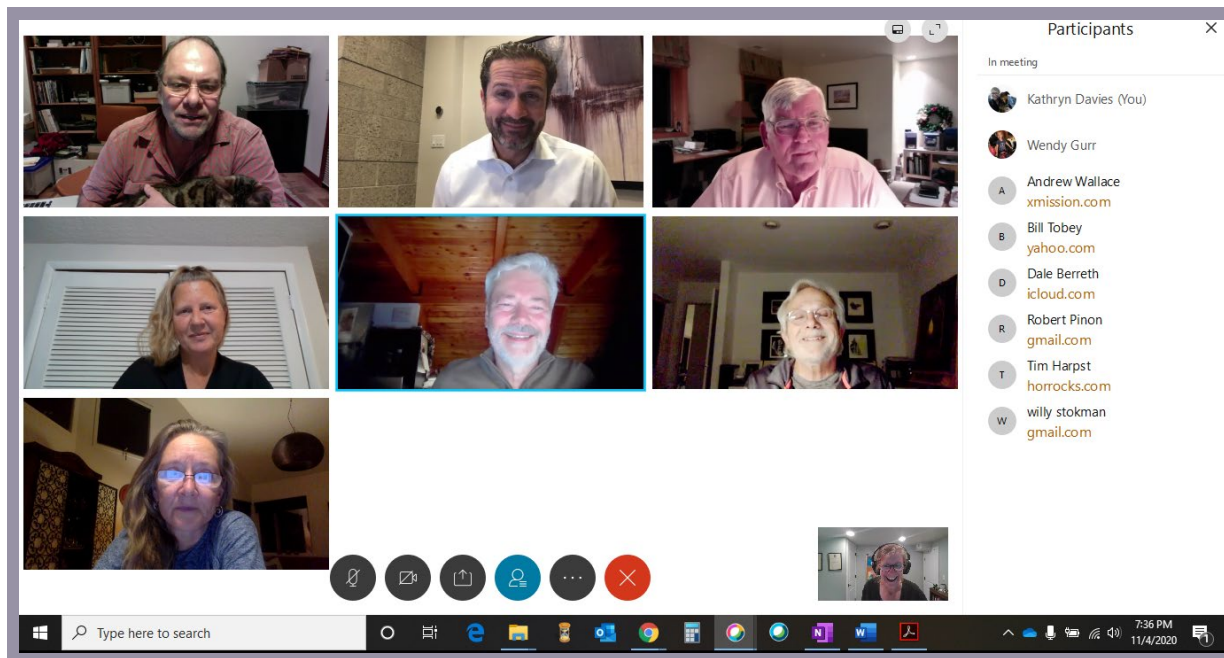 Participants
In meeting
Kathryn Davies (You)
Wendy Gurr
A
Andrew Wallace
xmission.com
B
Bill Tobey
yahoo.com
D
Dale Berreth
icloud.com
R
Robert Pinon
gmail.com
T
Tim Harpst
horrocks.com
W
willy stokman
gmail.com
Type here to search
7:36 PM
11/4/2020